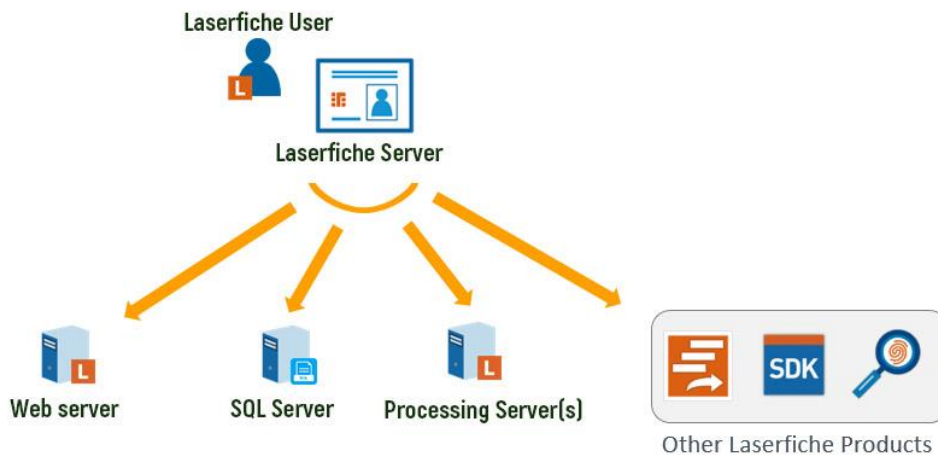 Laserfiche User
L
Laserfiche Server
L
Web server
SQL Server
L
Processing Server(s)
SDK
Other Laserfiche Products